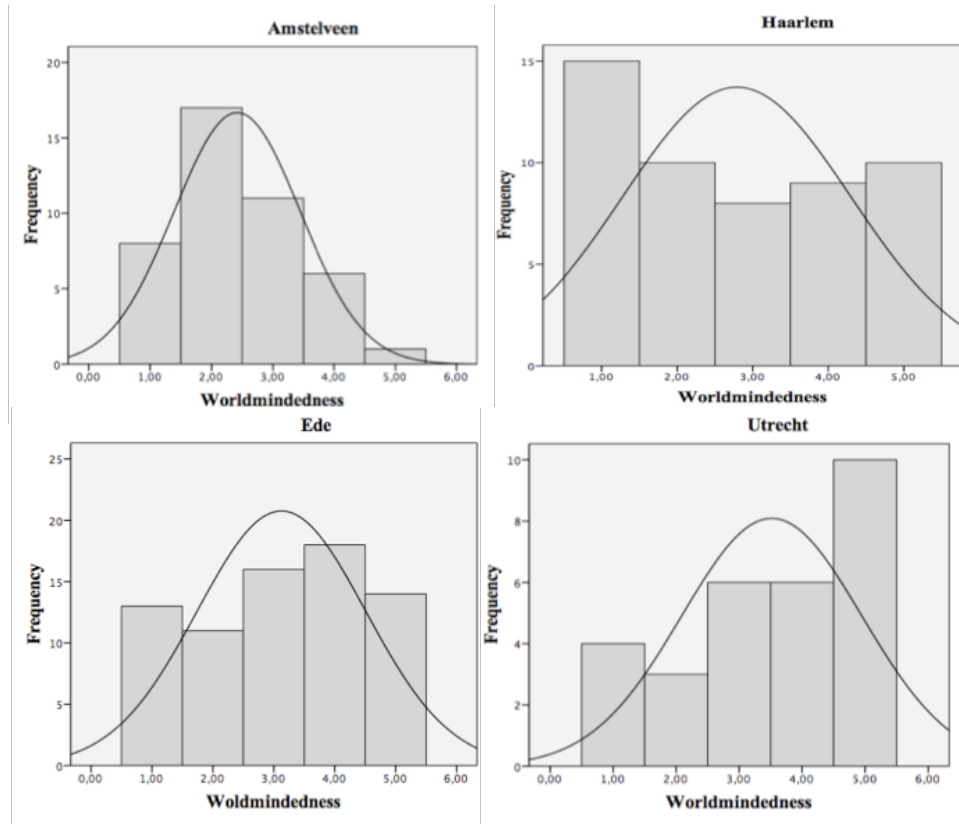 Amstelveen
20
15
10
5
0
Frequency
0,00 1,00 2,00 3,00 4,00 5,00 6,00
Worldmindedness
Haarlem
15
10
5
0
Frequency
1,00 2,00 3,00 4,00 5,00
Worldmindedness
Ede
25
20
15
10
5
0
Frequency
0,00 1,00 2,00 3,00 4,00 5,00 6,00
Woldmindedness
Utrecht
10
8
6
4
2
0
Frequency
0,00 1,00 2,00 3,00 4,00 5,00 6,00
Worldmindedness